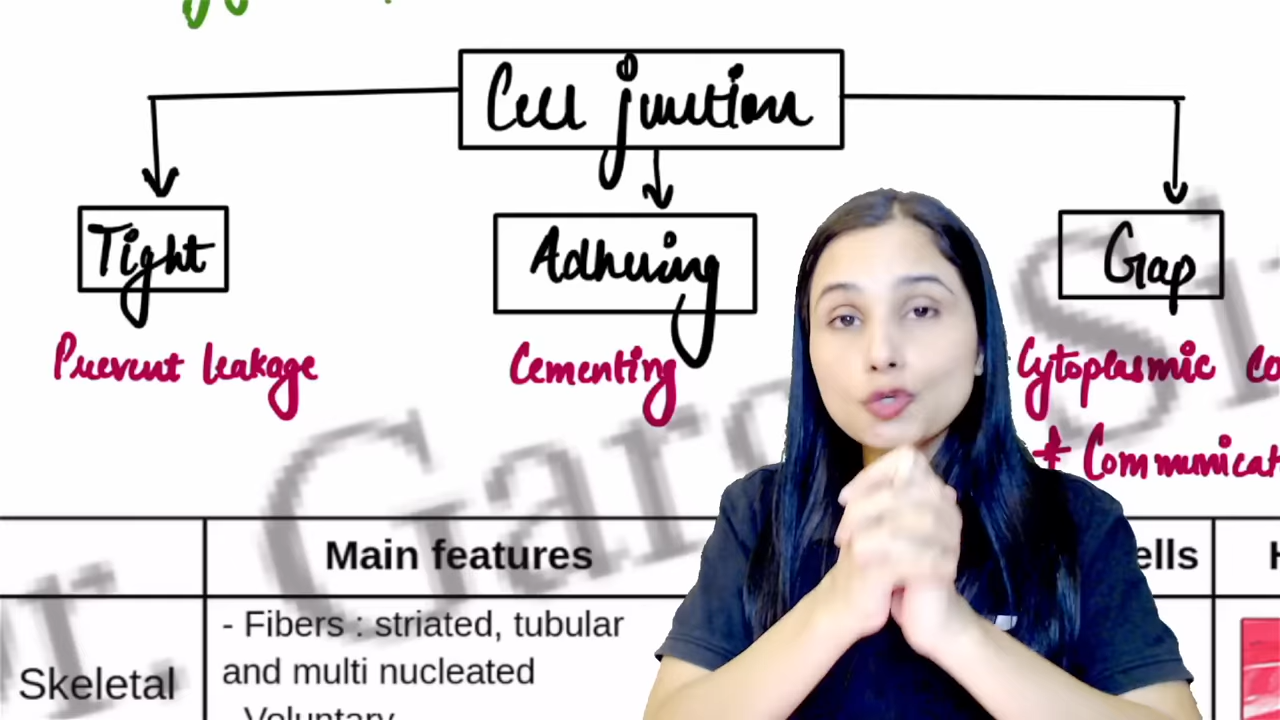 Cell junction
Tight
Adhering
Gap
Prevent leakage
Cementing
Cytoplasmic
+ Communicat
Main features
ells
H
Skeletal
- Fibers : striated, tubular
and multi nucleated
- Voluntary